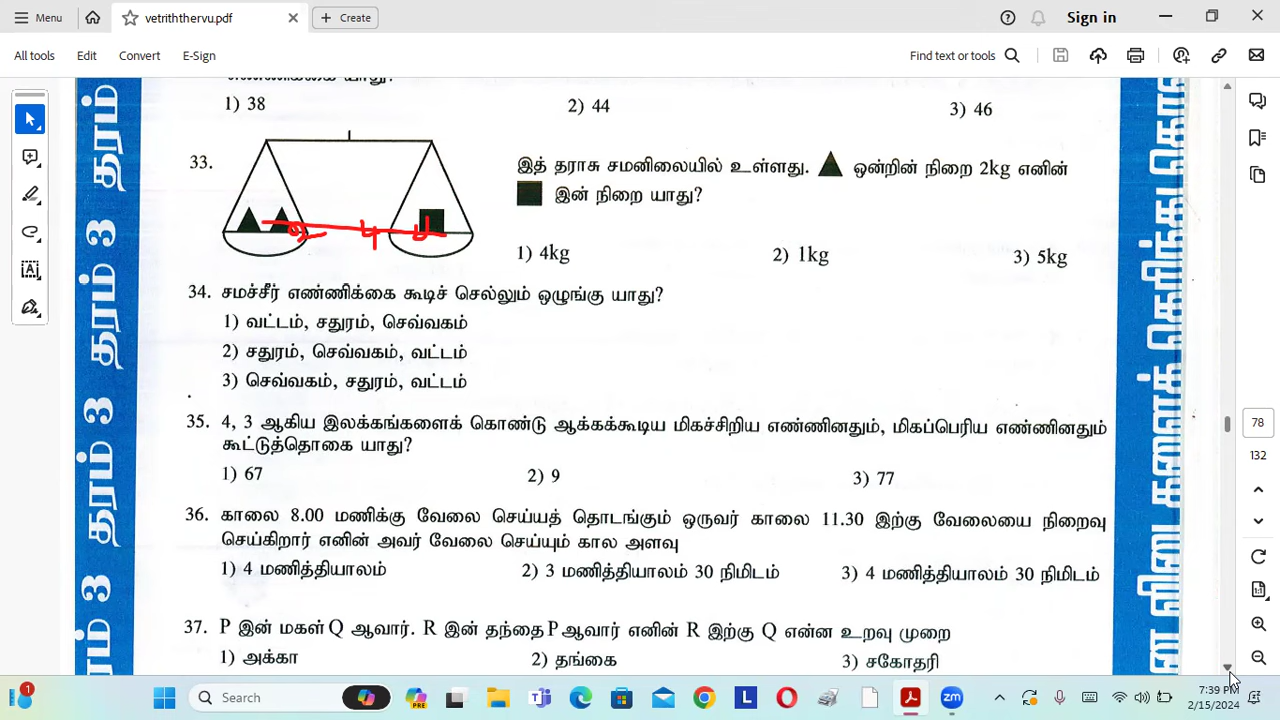 Menu
vetriththervu.pdf
Create
Sign in
All tools
Edit
Convert
E-Sign
Find text or tools
1) 38
2) 44
3) 46
33.
இத் தராசு சமனிலையில் உள்ளது. ஒன்றின் நிறை 2kg எனின்
இன் நிறை யாது?
1) 4kg
2) 1kg
3) 5kg
34. சமச்சீர் எண்ணிக்கை கூடிச் செல்லும் ஒழுங்கு யாது?
1) வட்டம், சதுரம், செவ்வகம்
2) சதுரம், செவ்வகம், வட்டம்
3) செவ்வகம், சதுரம், வட்டம்
35. 4, 3 ஆகிய இலக்கங்களைக் கொண்டு ஆக்கக்கூடிய மிகச்சிறிய எண்ணினதும், மிகப்பெரிய எண்ணினதும்
கூட்டுத்தொகை யாது?
1) 67
2) 9
3) 77
36. காலை 8.00 மணிக்கு வேலை செய்யத் தொடங்கும் ஒருவர் காலை 11.30 இற்கு வேலையை நிறைவு
செய்கிறார் எனின் அவர் வேலை செய்யும் கால அளவு
1) 4 மணித்தியாலம்
2) 3 மணித்தியாலம் 30 நிமிடம்
3) 4 மணித்தியாலம் 30 நிமிடம்
37. P இன் மகள் Q ஆவார். R இன் தந்தை P ஆவார் எனின் R இற்கு Q என்ன உறவு முறை
1) அக்கா
2) தங்கை
3) சகோதரி
தரம் 3 தரம் 3 தரம் 3
78
132
Search
PRE
7:39 PM
2/15/2024